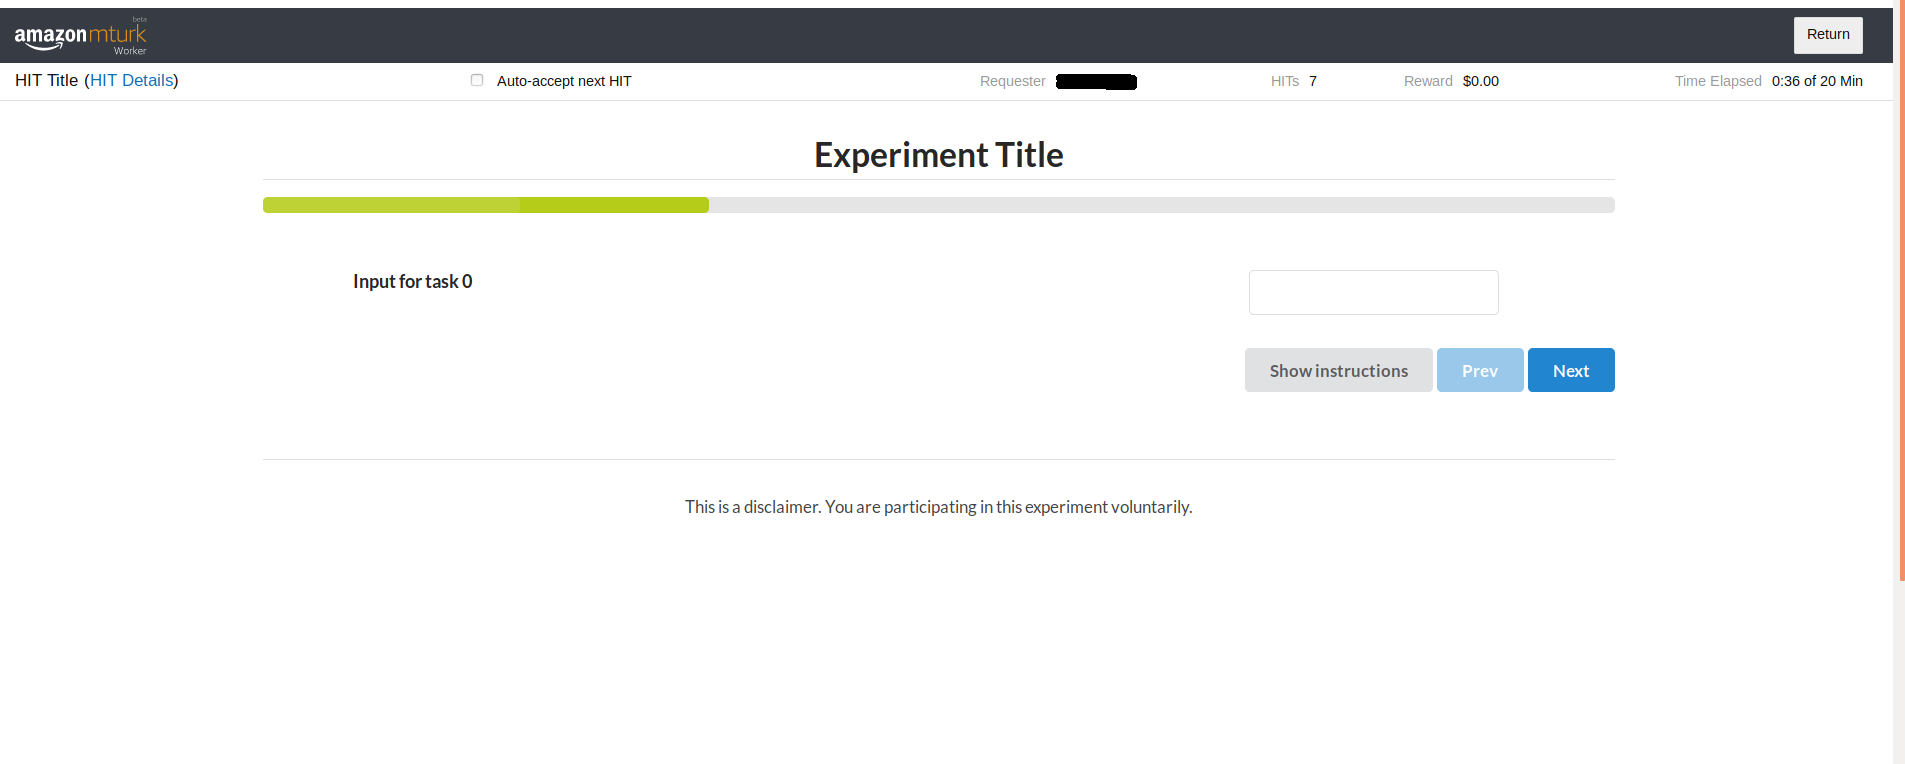 beta
amazon mturk
Worker
Return
HIT Title (HIT Details)
Auto-accept next HIT
Requester
HITs 7
Reward $0.00
Time Elapsed 0:36 of 20 Min
Experiment Title
Input for task 0
Show instructions
Prev
Next
This is a disclaimer. You are participating in this experiment voluntarily.